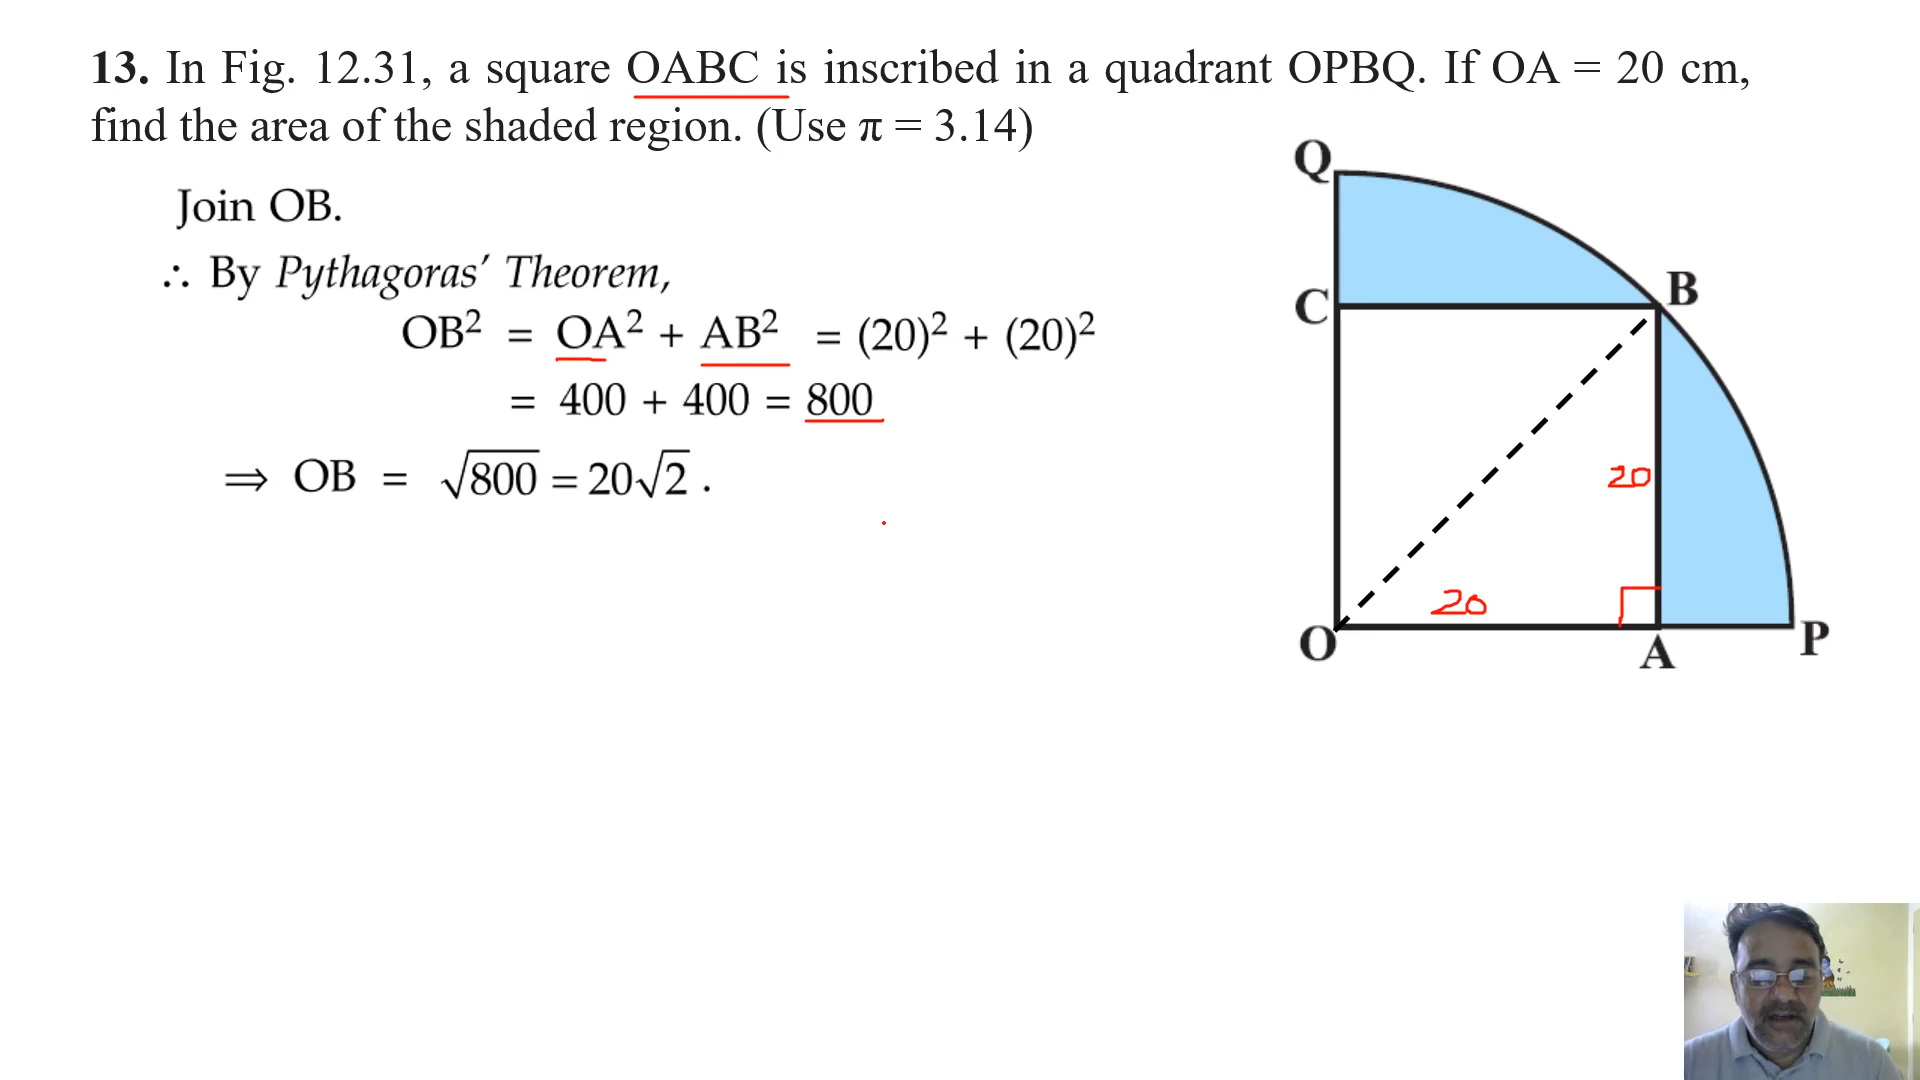 13. In Fig. 12.31, a square OABC is inscribed in a quadrant OPBQ. If OA = 20 cm,
find the area of the shaded region. (Use π = 3.14)
Join OB.
∴ By Pythagoras’ Theorem,
OB² = OA² + AB² = (20)² + (20)²
= 400 + 400 = 800
⇒ OB = √800 = 20√2 .
Q
C
B
20
20
O
A
P